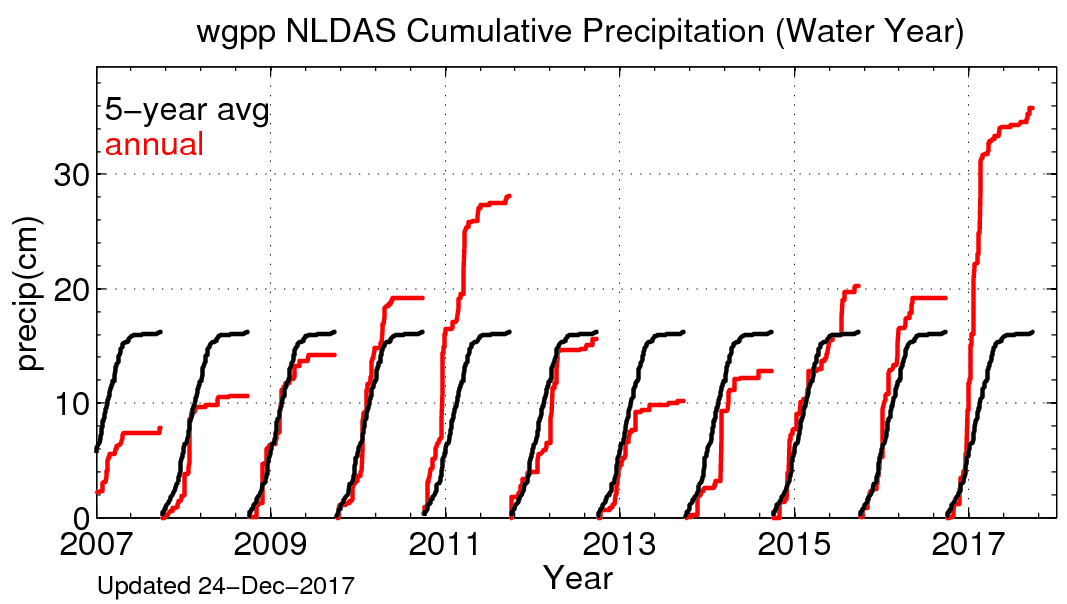 wgpp NLDAS Cumulative Precipitation (Water Year)
5−year avg
annual
30
20
10
0
precip(cm)
2007 2009 2011 2013 2015 2017
Year
Updated 24−Dec−2017